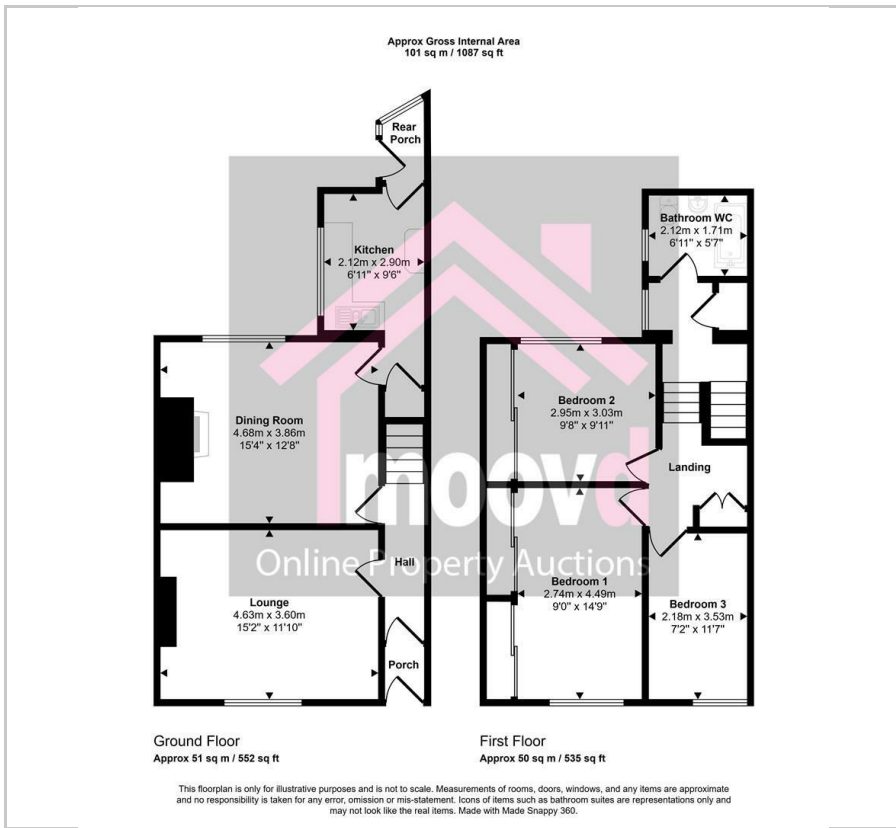 Approx Gross Internal Area
101 sq m / 1087 sq ft
Rear
Porch
Kitchen
2.12m x 2.90m
6'11" x 9'6"
Dining Room
4.68m x 3.86m
15'4" x 12'8"
Hall
Lounge
4.63m x 3.60m
15'2" x 11'10"
Porch
Ground Floor
Approx 51 sq m / 552 sq ft
Bathroom WC
2.12m x 1.71m
6'11" x 5'7"
Bedroom 2
2.95m x 3.03m
9'8" x 9'11"
Landing
Bedroom 1
2.74m x 4.49m
9'0" x 14'9"
Bedroom 3
2.18m x 3.53m
7'2" x 11'7"
First Floor
Approx 50 sq m / 535 sq ft
moovd
Online Property Auctions
This floorplan is only for illustrative purposes and is not to scale. Measurements of rooms, doors, windows, and any items are approximate
and no responsibility is taken for any error, omission or mis-statement. Icons of items such as bathroom suites are representations only and
may not look like the real items. Made with Made Snappy 360.